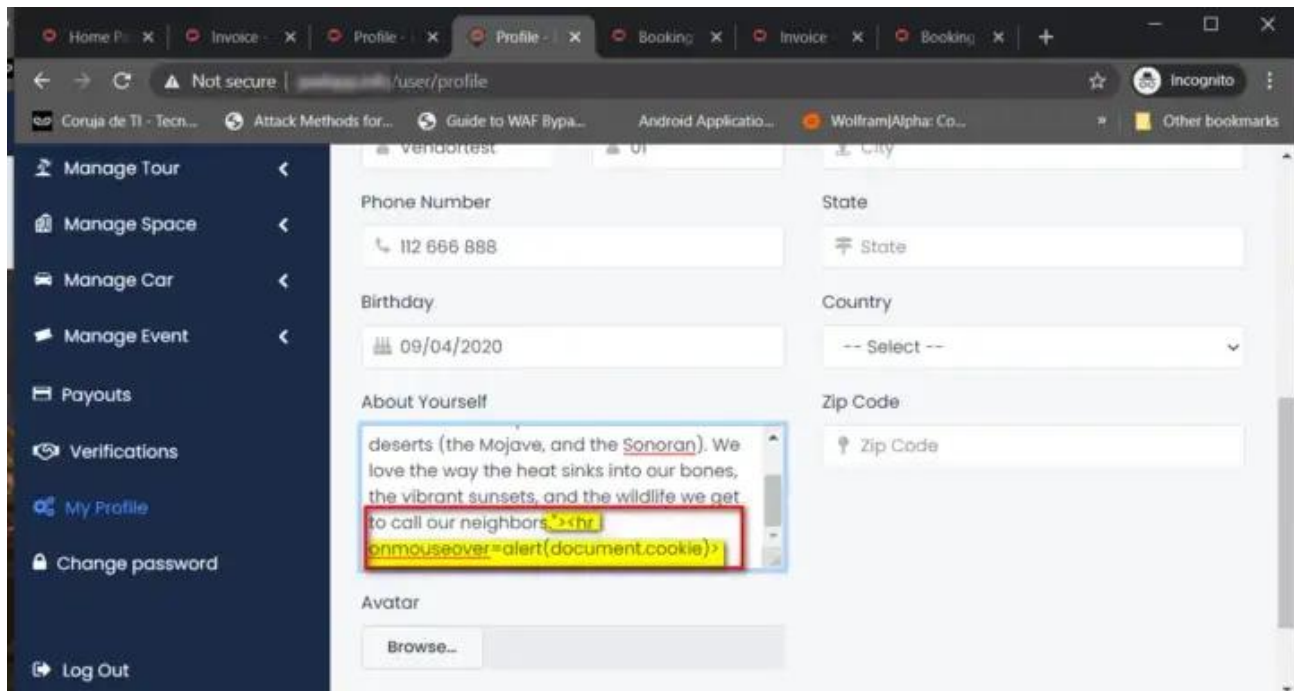 Home P
Invoice -
Profile -
Profile -
Booking
Invoice
Booking
Not secure
/user/profile
Incognito
Coruja de TI - Tecn...
Attack Methods for...
Guide to WAF Bypa...
Android Applicatio...
Wolfram|Alpha: Co...
»
Other bookmarks
Manage Tour
Manage Space
Manage Car
Manage Event
Payouts
Verifications
My Profile
Change password
Log Out
Vendortest
01
City
Phone Number
112 666 888
State
State
Birthday
09/04/2020
Country
-- Select --
About Yourself
deserts (the Mojave, and the Sonoran). We
love the way the heat sinks into our bones,
the vibrant sunsets, and the wildlife we get
to call our neighbors."><hr
onmouseover=alert(document.cookie)>
Zip Code
Zip Code
Avatar
Browse...